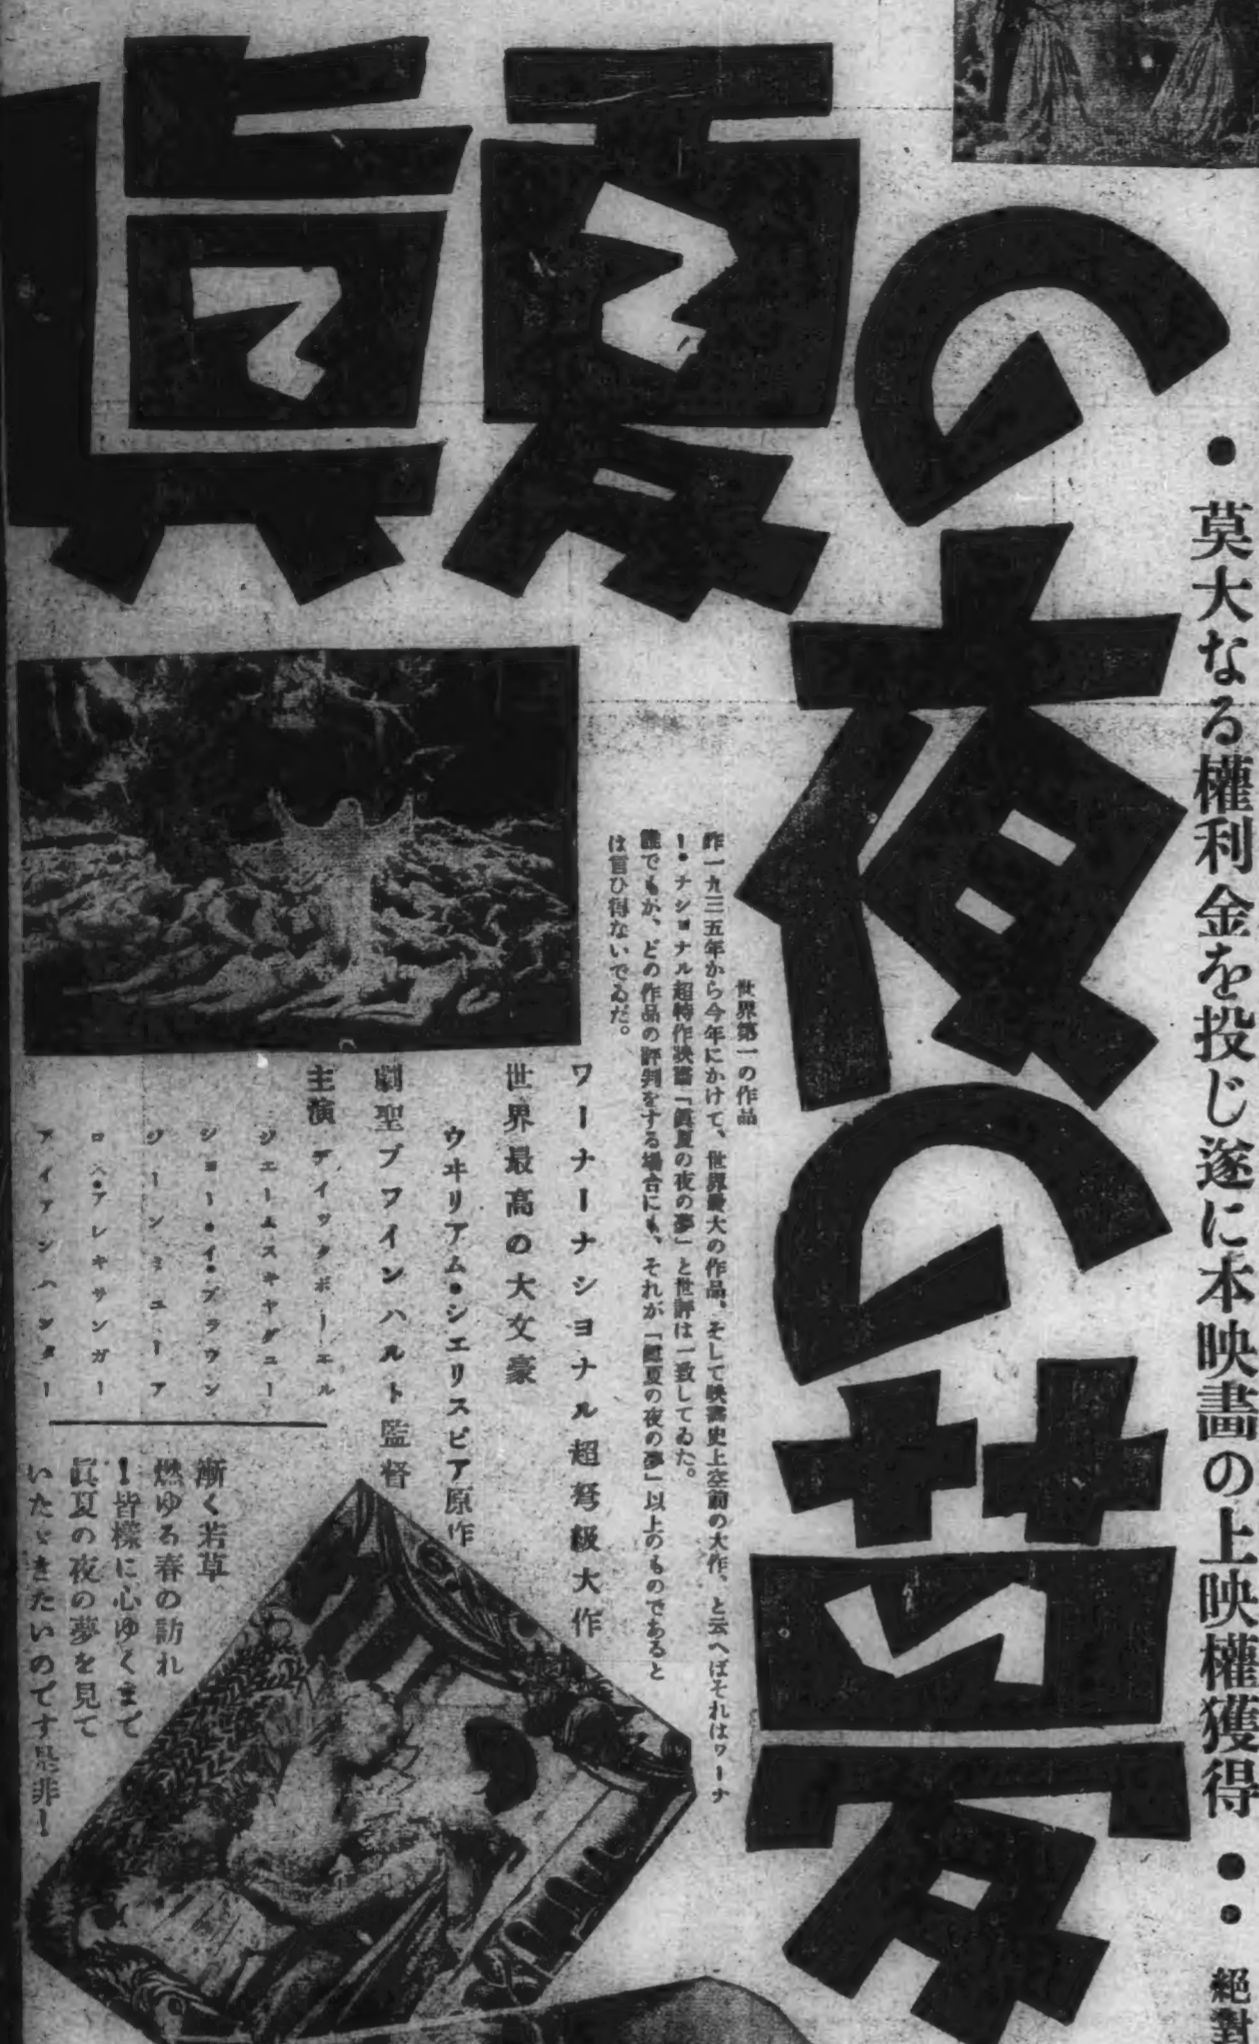 眞夏の夜の夢
●莫大なる權利金を投じ遂に本映畫の上映權獲得●● 絕對
世界第一の作品
昨一九三五年から今年にかけて、世界最大の作品、そして映畫史上空前の大作、と云へばそれはワーナ
ー・ナショナル超特作映畫「眞夏の夜の夢」と世評は一致してゐた。
誰でもが、どの作品の評判をする場合にも、それが「眞夏の夜の夢」以上のものであると
は言ひ得ないでゐだ。
ワーナーナショナル超弩級大作
世界最高の大文豪
ウヰリアム・シエリスピア原作
劇聖ブフインハルト監督
主演 デイツクボーエル
ジエームスキヤグニー
ジヨー・イ・ブラウン
ジーンミユーア
ロス・アレキサンガー
アイアンハンター
漸く若草
燃ゆる春の訪れ
！皆樣に心ゆくまで
眞夏の夜の夢を見て
いたゞきたいのです是非！